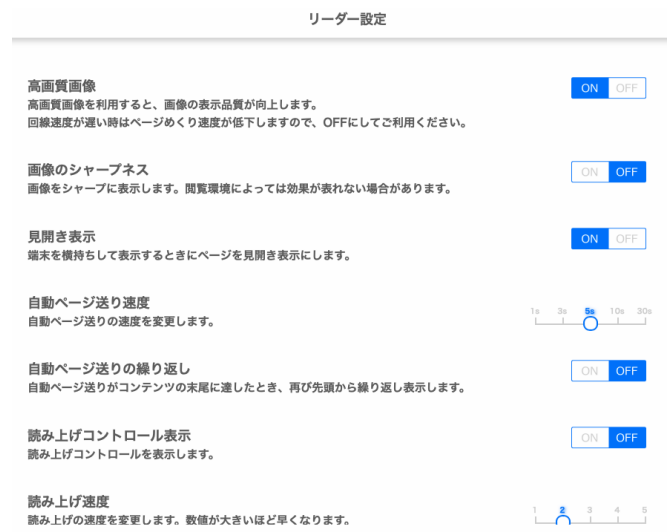 リーダー設定
高画質画像
ON OFF
高画質画像を利用すると、画像の表示品質が向上します。
回線速度が遅い時はページめくり速度が低下しますので、OFFにしてご利用ください。
画像のシャープネス
ON OFF
画像をシャープに表示します。閲覧環境によっては効果が表れない場合があります。
見開き表示
ON OFF
端末を横持ちして表示するときにページを見開き表示にします。
自動ページ送り速度
1s 3s 5s 10s 30s
自動ページ送りの速度を変更します。
自動ページ送りの繰り返し
ON OFF
自動ページ送りがコンテンツの末尾に達したとき、再び先頭から繰り返し表示します。
読み上げコントロール表示
ON OFF
読み上げコントロールを表示します。
読み上げ速度
1 2 3 4 5
読み上げの速度を変更します。数値が大きいほど早くなります。